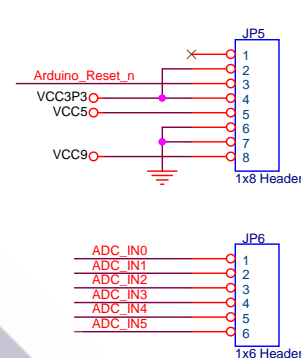 JP5
1
2
Arduino_Reset_n 3
VCC3P3 4
VCC5 5
6
7
VCC9 8
1x8 Header
JP6
ADC_IN0 1
ADC_IN1 2
ADC_IN2 3
ADC_IN3 4
ADC_IN4 5
ADC_IN5 6
1x6 Header